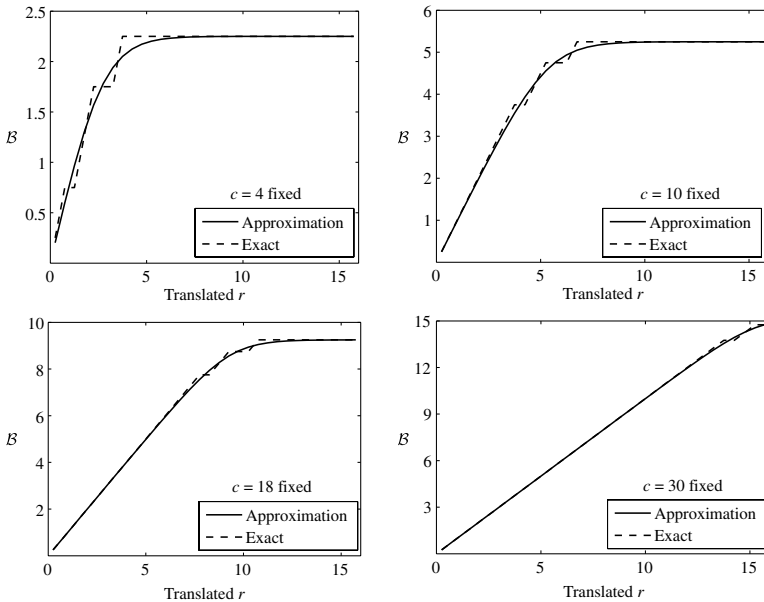 2.5
2
1.5
ℬ
1
0.5
0
5
10
15
Translated r
c = 4 fixed
Approximation
Exact
6
5
4
ℬ
3
2
1
0
5
10
15
Translated r
c = 10 fixed
Approximation
Exact
10
8
6
ℬ
4
2
0
5
10
15
Translated r
c = 18 fixed
Approximation
Exact
15
12
9
ℬ
6
3
0
5
10
15
Translated r
c = 30 fixed
Approximation
Exact